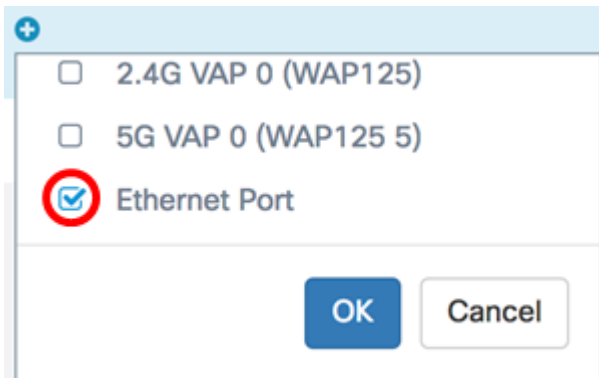 2.4G VAP 0 (WAP125)
5G VAP 0 (WAP125 5)
Ethernet Port
OK Cancel